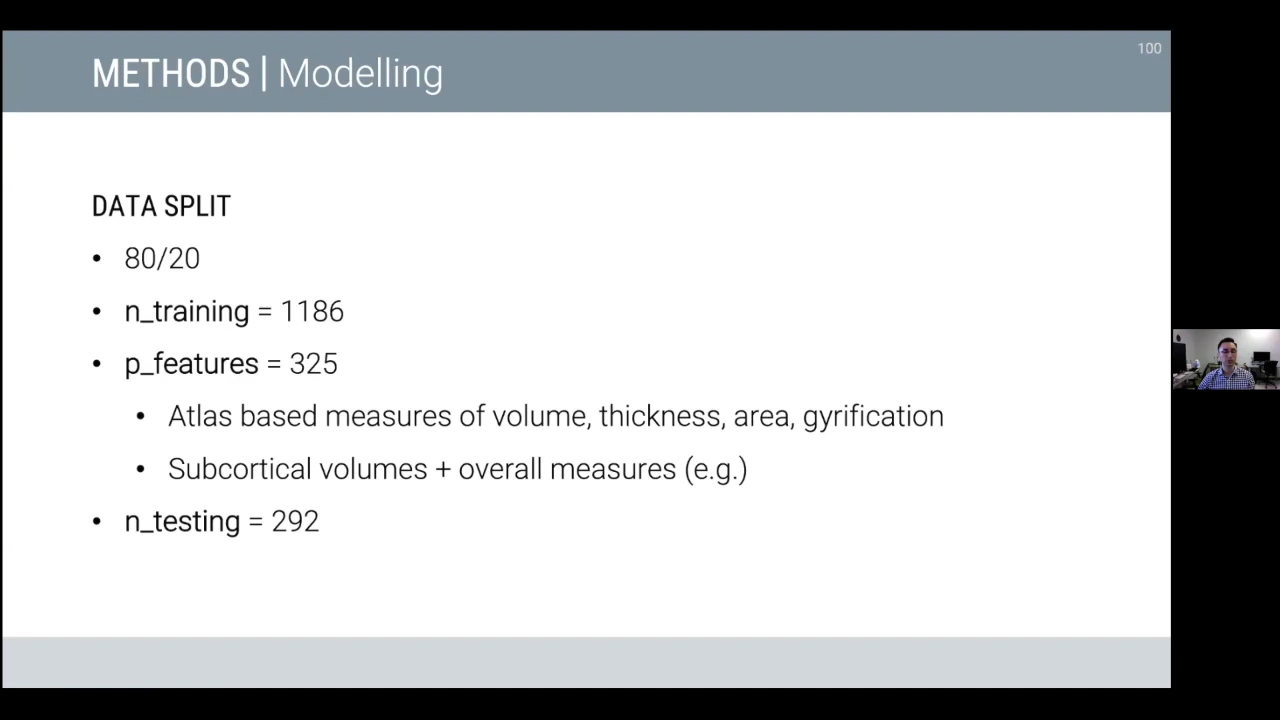 100
METHODS | Modelling
DATA SPLIT
• 80/20
• n_training = 1186
• p_features = 325
• Atlas based measures of volume, thickness, area, gyrification
• Subcortical volumes + overall measures (e.g.)
• n_testing = 292